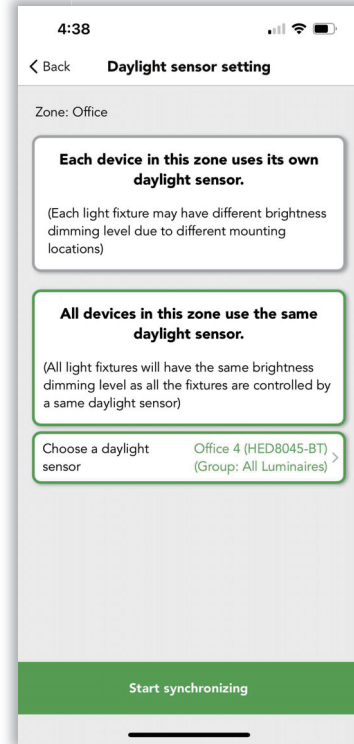 4:38
Back Daylight sensor setting
Zone: Office
Each device in this zone uses its own
daylight sensor.
(Each light fixture may have different brightness
dimming level due to different mounting
locations)
All devices in this zone use the same
daylight sensor.
(All light fixtures will have the same brightness
dimming level as all the fixtures are controlled by
a same daylight sensor)
Choose a daylight Office 4 (HED8045-BT)
sensor (Group: All Luminaires)
Start synchronizing